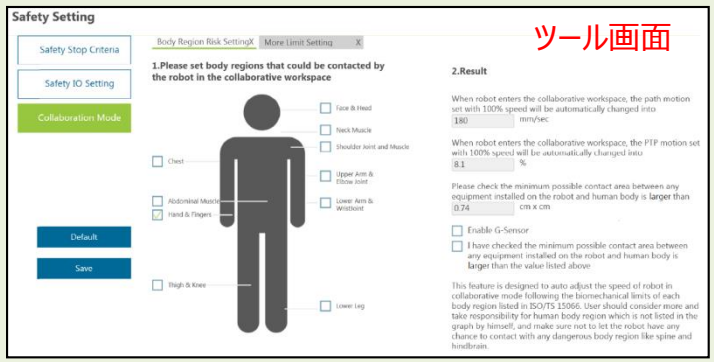 Safety Setting
ツール画面
Safety Stop Criteria
Safety IO Setting
Collaboration Mode
Default
Save
Body Region Risk SettingX
More Limit Setting X
1.Please set body regions that could be contacted by
the robot in the collaborative workspace
Face & Head
Neck Muscle
Shoulder Joint and Muscle
Chest
Upper Arm &
Elbow Joint
Abdominal Muscle
Lower Arm &
WristJoint
Hand & Fingers
Thigh & Knee
Lower Leg
2.Result
When robot enters the collaborative workspace, the path motion
set with 100% speed will be automatically changed into
180 mm/sec
When robot enters the collaborative workspace, the PTP motion set
with 100% speed will be automatically changed into
8.1 %
Please check the minimum possible contact area between any
equipment installed on the robot and human body is larger than
0.74 cm x cm
Enable G-Sensor
I have checked the minimum possible contact area between
any equipment installed on the robot and human body is
larger than the value listed above
This feature is designed to auto adjust the speed of robot in
collaborative mode following the biomechanical limits of each
body region listed in ISO/TS 15066. User should consider more and
take responsibility for human body region which is not listed in the
graph by himself, and make sure not to let the robot have any
chance to contact with any dangerous body region like spine and
hindbrain.